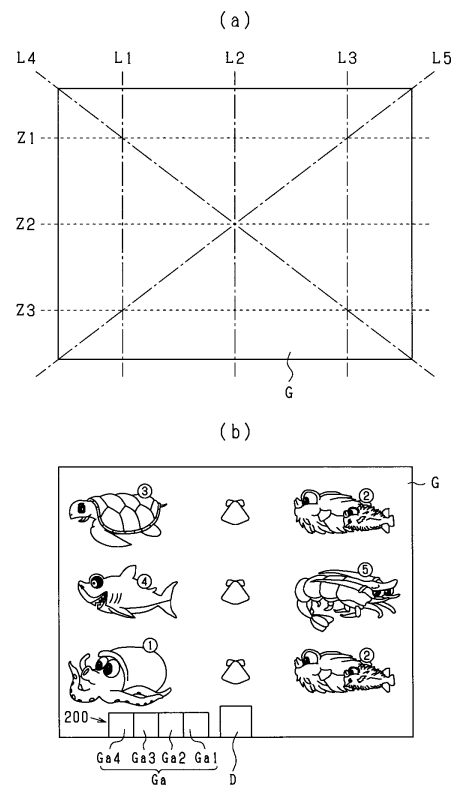 (a)
L4 L1 L2 L3 L5
Z1
Z2
Z3
G
(b)
G
③ ②
④ ⑤
① ②
200
Ga4 Ga3 Ga2 Ga1 D
Ga